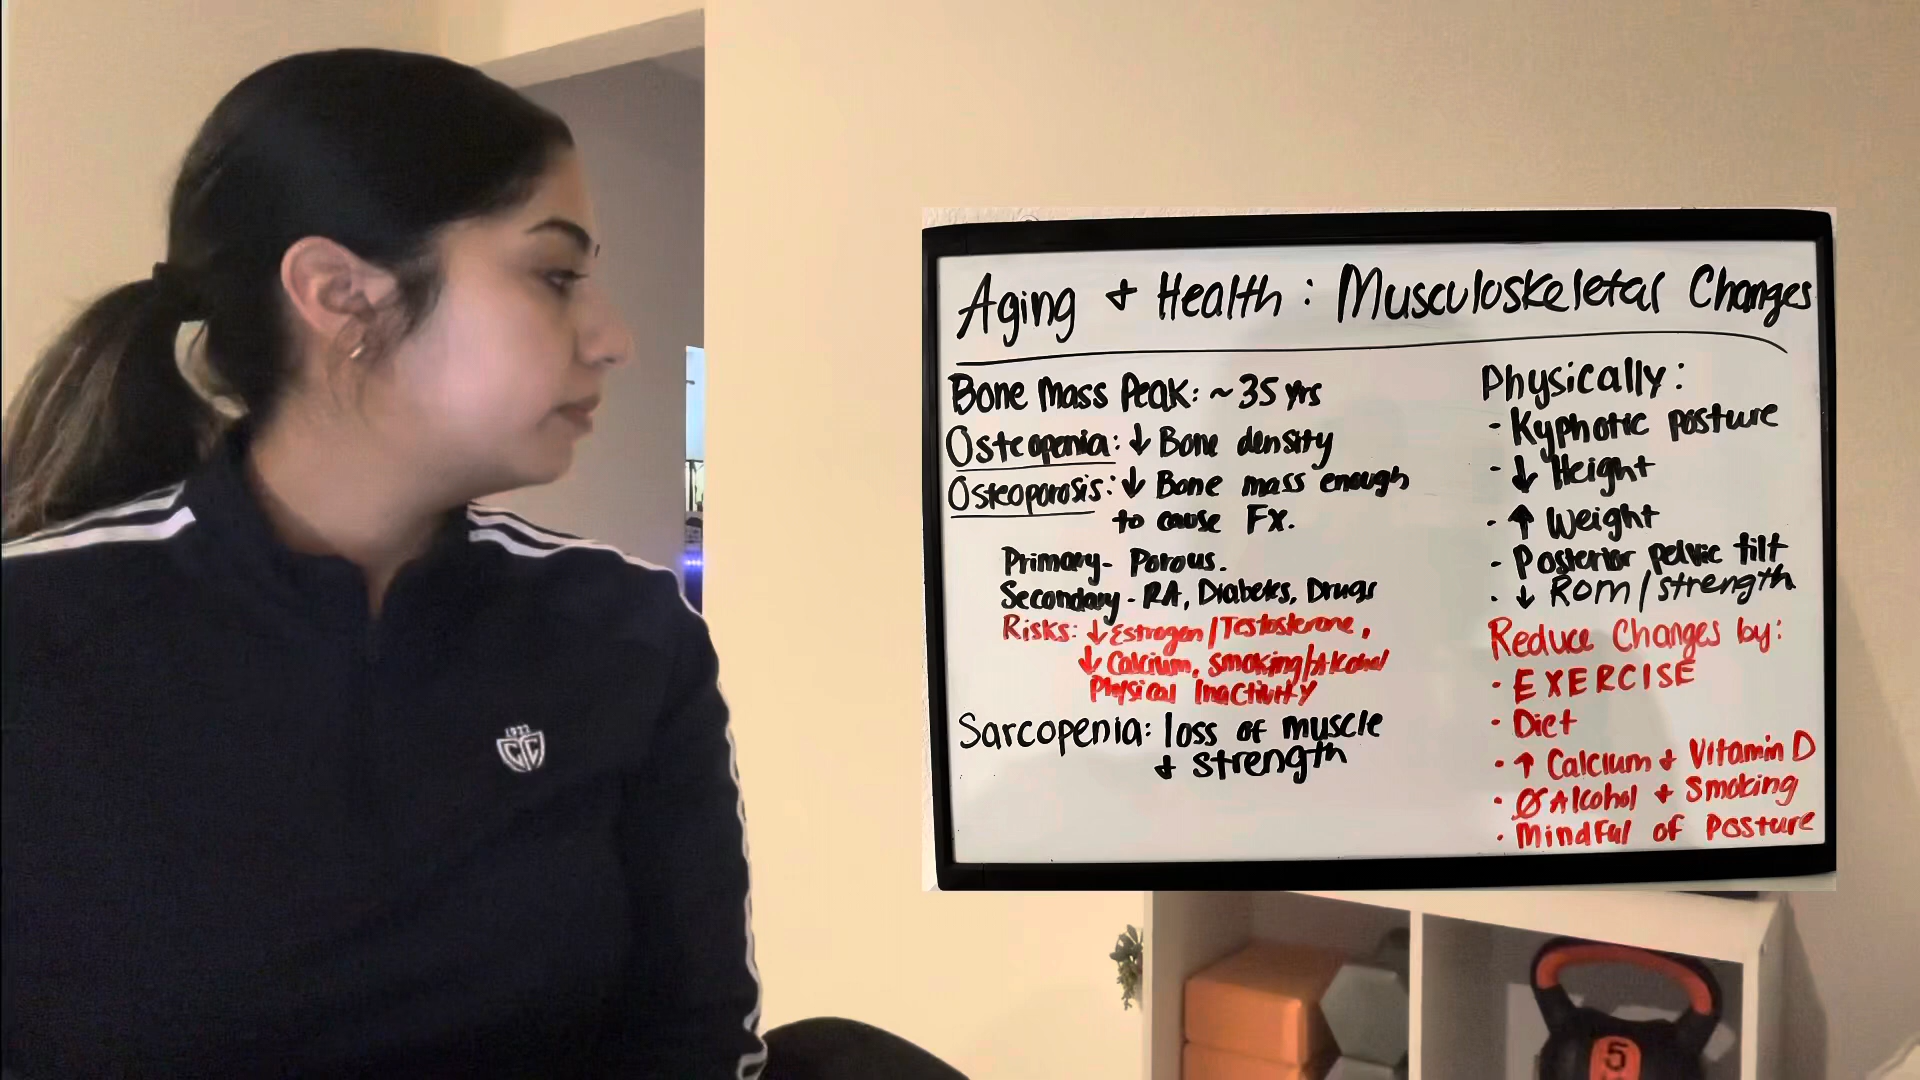 Aging + Health: Musculoskeletal Changes
Bone Mass Peak: ~35 yrs
Osteopenia: ↓ Bone density
Osteoporosis: ↓ Bone mass enough
to cause Fx.
Primary- Porous.
Secondary- RA, Diabetes, Drugs
Risks: ↓ Estrogen/Testosterone,
↓ Calcium, Smoking/Alcohol
Physical Inactivity
Sarcopenia: loss of muscle
+ strength
Physically:
- Kyphotic posture
- ↓ Height
- ↑ Weight
- Posterior pelvic tilt
- ↓ ROM/strength
Reduce Changes by:
· EXERCISE
· Diet
· ↑ Calcium + Vitamin D
· Ø Alcohol + Smoking
· Mindful of Posture
1922
CC
5